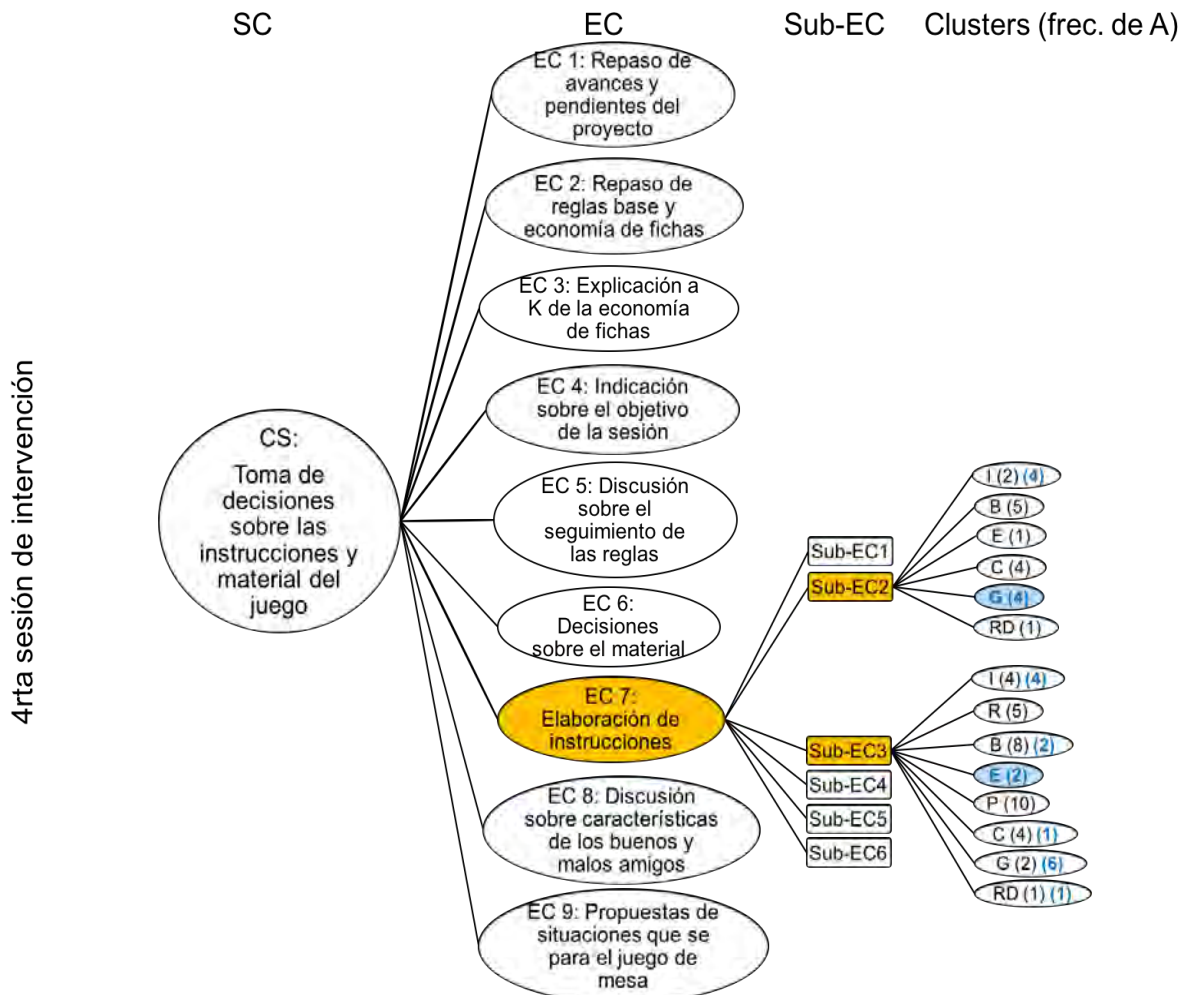 SC
EC
Sub-EC
Clusters (frec. de A)
4rta sesión de intervención
CS:
Toma de
decisiones
sobre las
instrucciones y
material del
juego
EC 1: Repaso de
avances y
pendientes del
proyecto
EC 2: Repaso de
reglas base y
economía de fichas
EC 3: Explicación a
K de la economía
de fichas
EC 4: Indicación
sobre el objetivo
de la sesión
EC 5: Discusión
sobre el
seguimiento de
las reglas
EC 6:
Decisiones
sobre el material
EC 7:
Elaboración de
instrucciones
EC 8: Discusión
sobre características
de los buenos y
malos amigos
EC 9: Propuestas de
situaciones que se
para el juego de
mesa
Sub-EC1
Sub-EC2
Sub-EC3
Sub-EC4
Sub-EC5
Sub-EC6
I (2) (4)
B (5)
E (1)
C (4)
G (4)
RD (1)
I (4) (4)
R (5)
B (8) (2)
E (2)
P (10)
C (4) (1)
G (2) (6)
RD (1) (1)